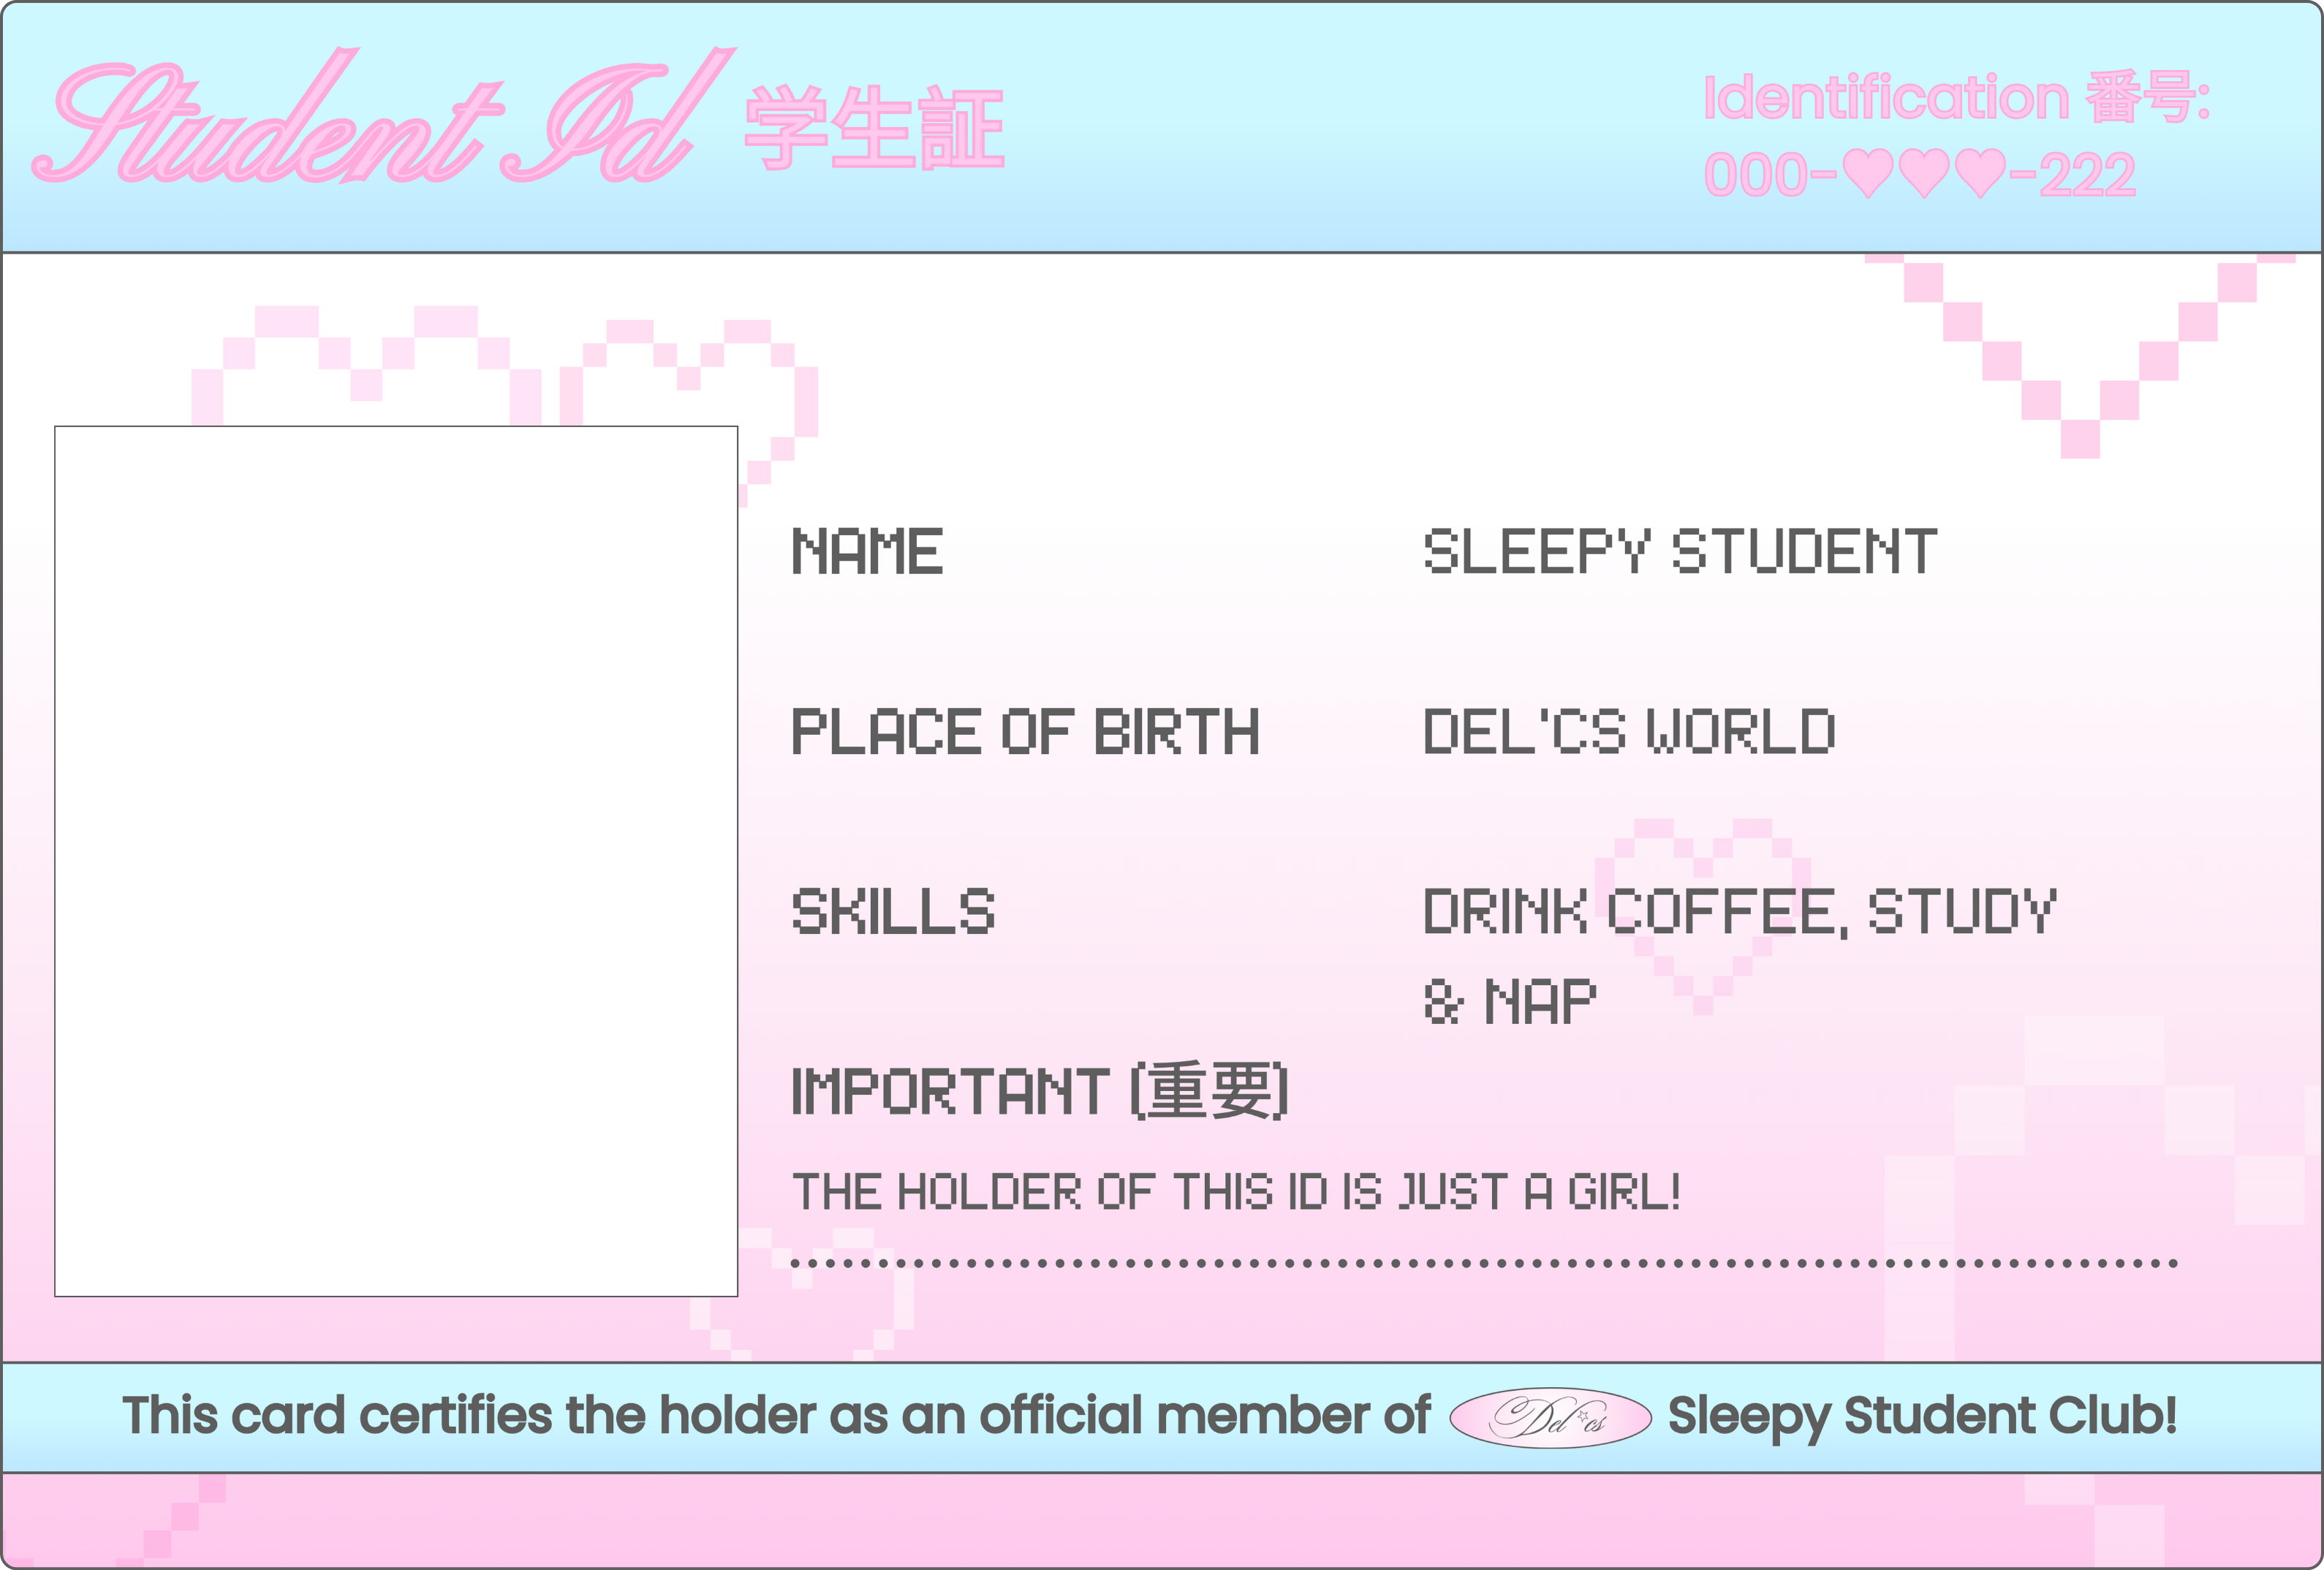 Student Id 学生証
Identification 番号:
000-♥♥♥-222
NAME SLEEPY STUDENT
PLACE OF BIRTH DEL'CS WORLD
SKILLS DRINK COFFEE, STUDY
& NAP
IMPORTANT (重要)
THE HOLDER OF THIS ID IS JUST A GIRL!
This card certifies the holder as an official member of Del☆cs Sleepy Student Club!